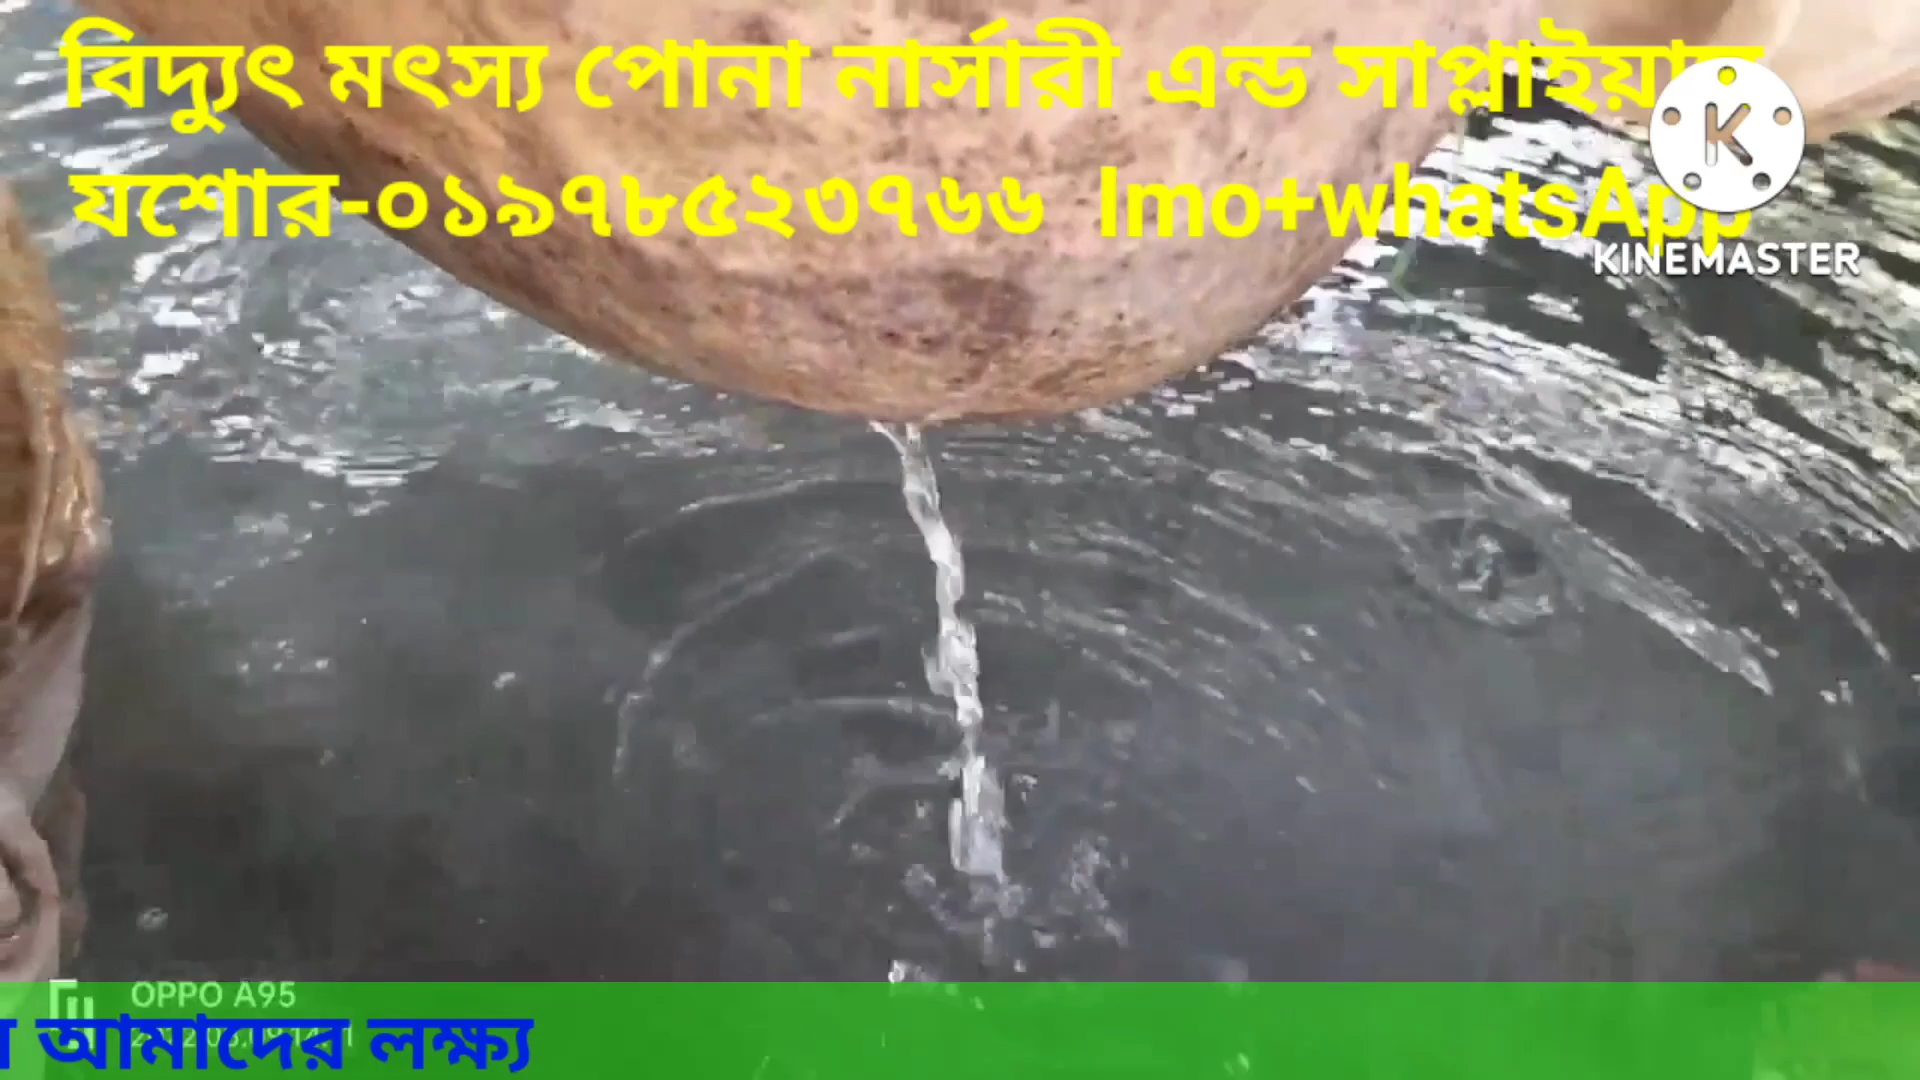 বিদ্যুৎ মৎস্য পোনা নার্সারী এন্ড সাপ্লাইয়ার
যশোর-০১৯৭৮৫২৩৭৬৬ Imo+whatsApp
KINEMASTER
OPPO A95
আমাদের লক্ষ্য